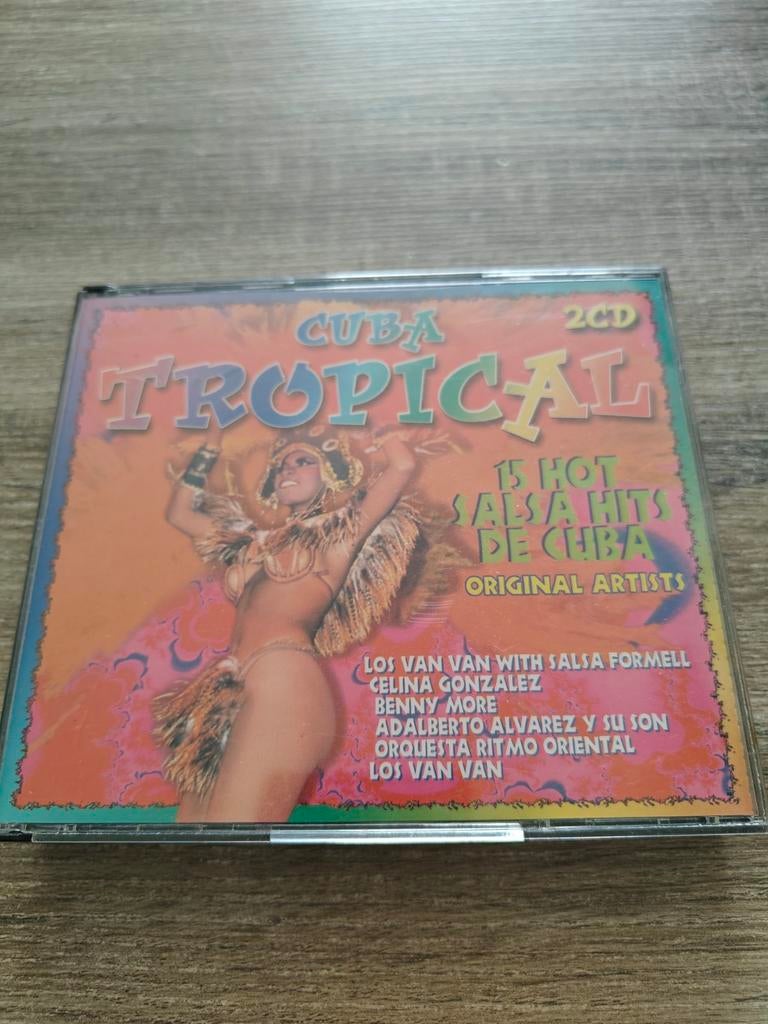 CUBA
2CD
TROPICAL
15 HOT
SALSA HITS
DE CUBA
ORIGINAL ARTISTS
LOS VAN VAN WITH SALSA FORMELL
CELINA GONZALEZ
BENNY MORE
ADALBERTO ALVAREZ Y SU SON
ORQUESTA RITMO ORIENTAL
LOS VAN VAN